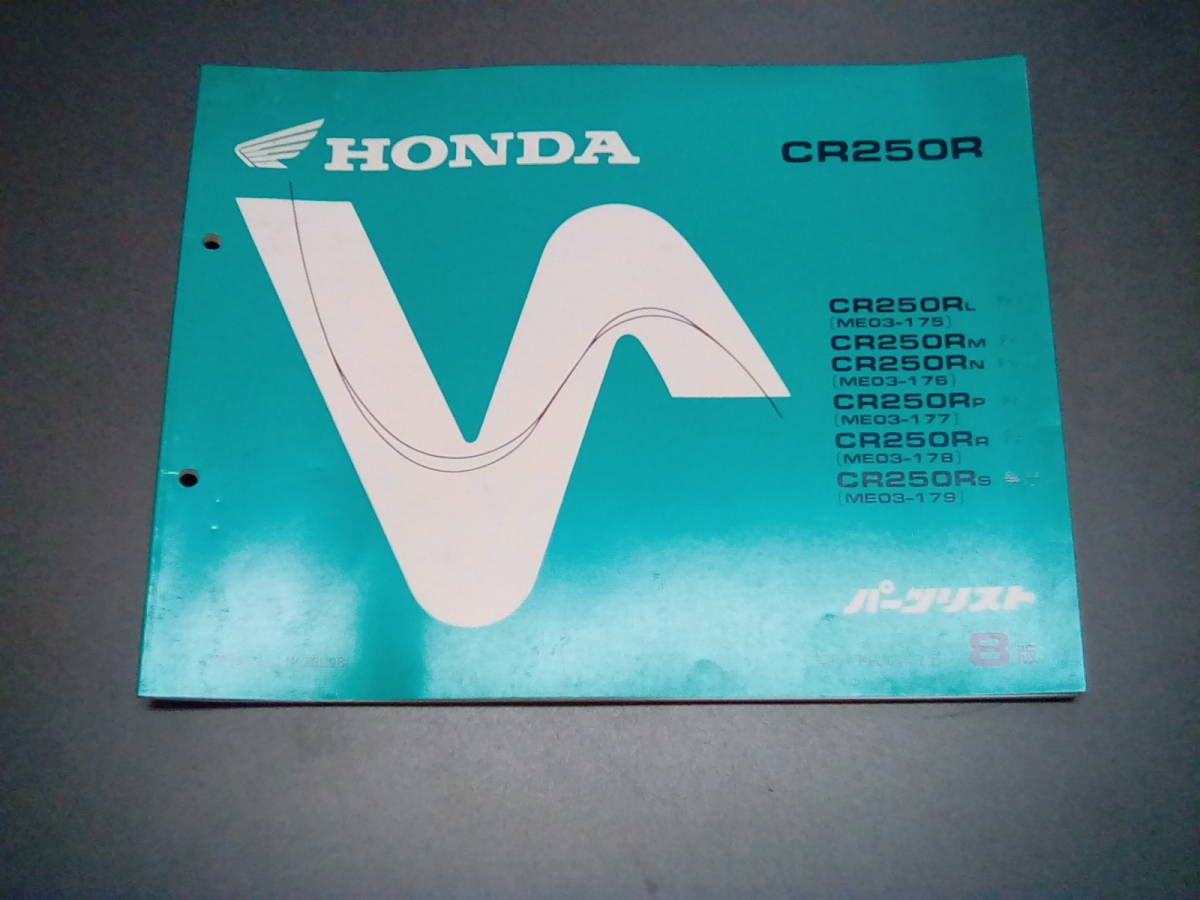 HONDA
CR250R
CR250RL
(ME03-175)
CR250RM
CR250RN
(ME03-176)
CR250RP
(ME03-177)
CR250RR
(ME03-178)
CR250RS
(ME03-179)
パーツリスト
8版